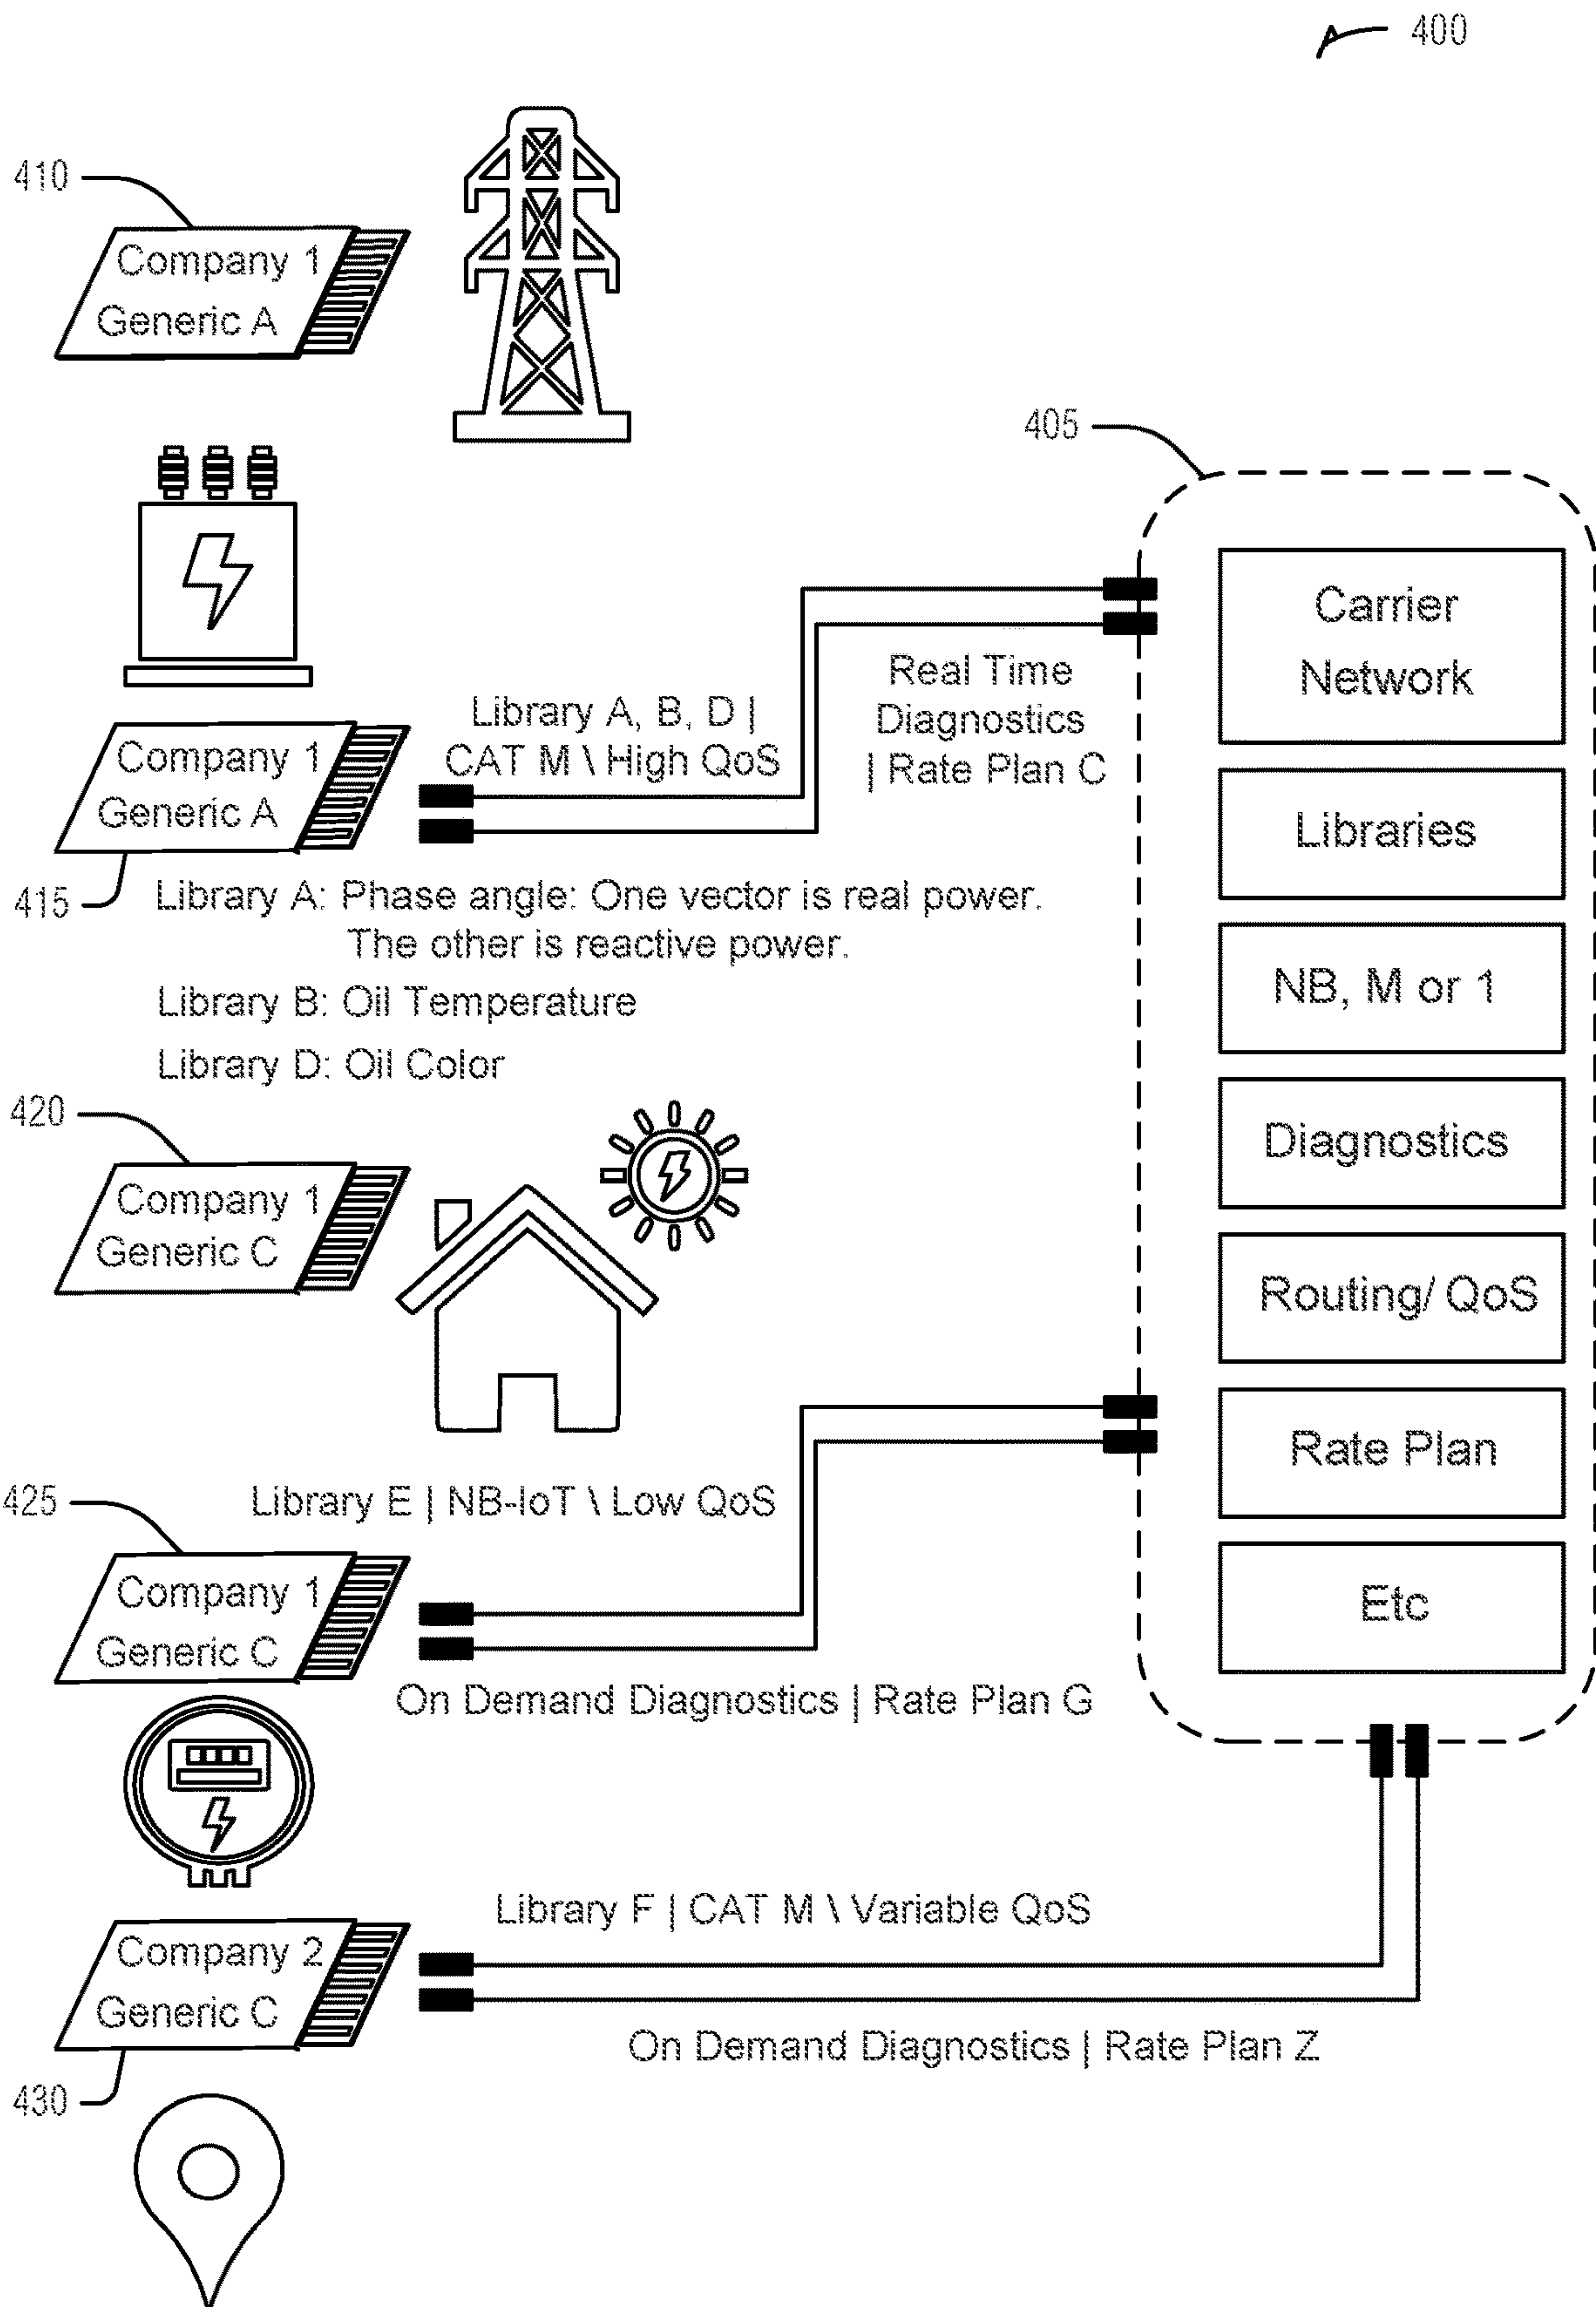 400
410
Company 1
Generic A
405
Carrier
Network
Real Time
Diagnostics
| Rate Plan C
Library A, B, D |
CAT M \ High QoS
Company 1
Generic A
415
Libraries
Library A: Phase angle: One vector is real power.
The other is reactive power.
Library B: Oil Temperature
Library D: Oil Color
NB, M or 1
420
Company 1
Generic C
Diagnostics
Routing/ QoS
Rate Plan
425
Library E | NB-IoT \ Low QoS
Company 1
Generic C
Etc
On Demand Diagnostics | Rate Plan G
Library F | CAT M \ Variable QoS
Company 2
Generic C
On Demand Diagnostics | Rate Plan Z
430